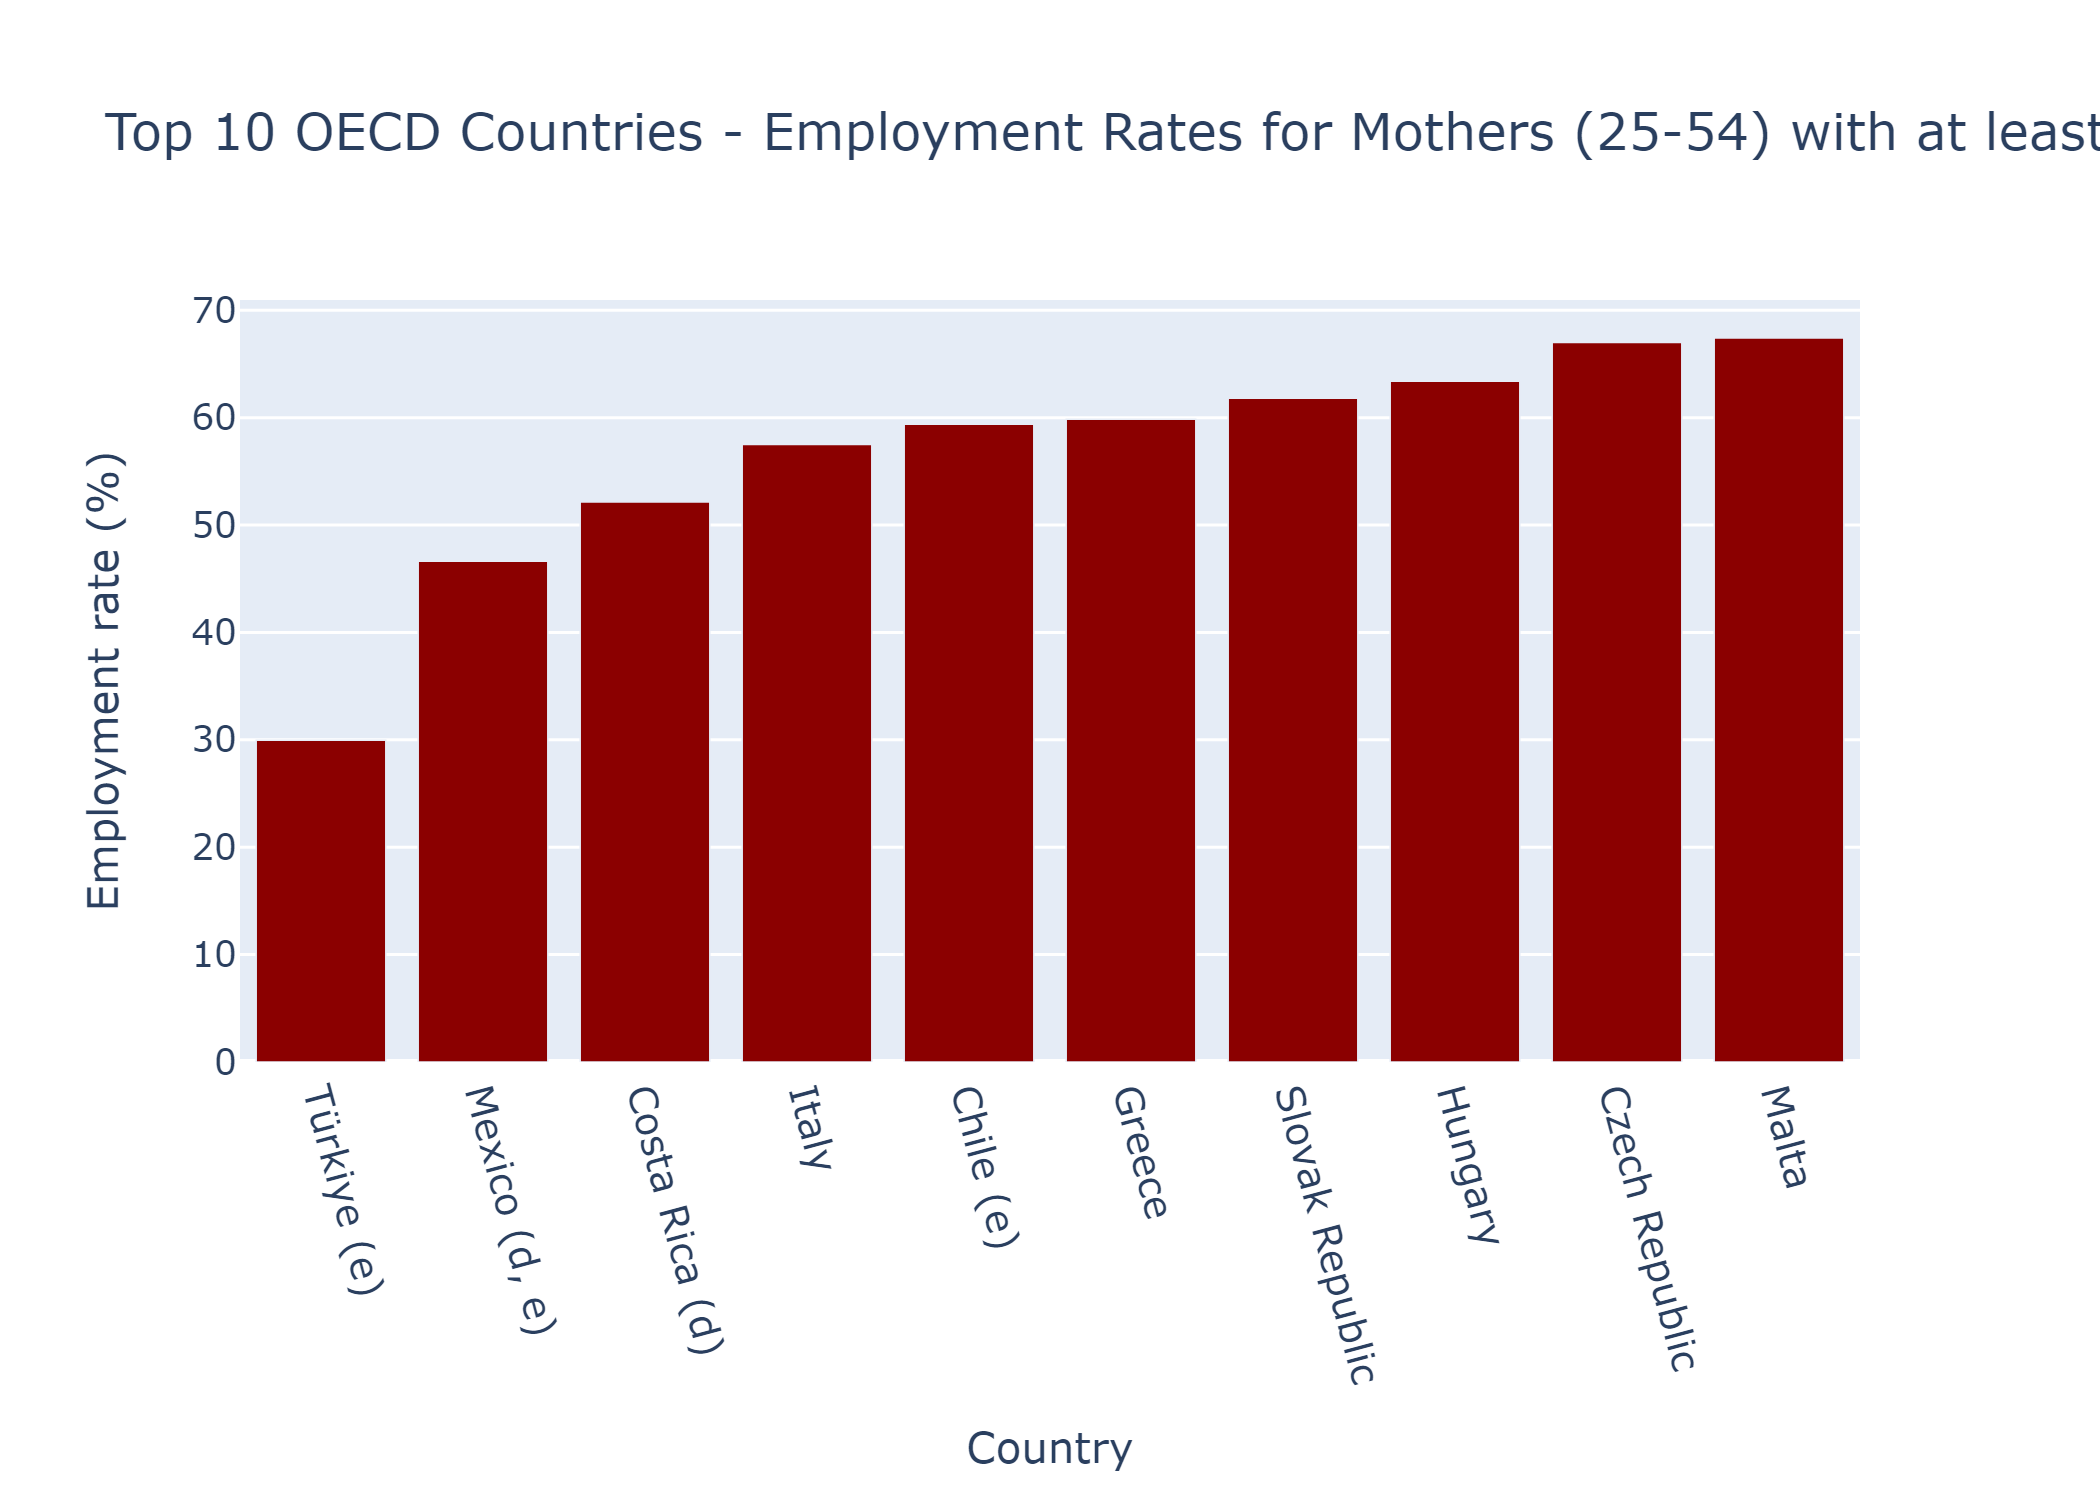 Top 10 OECD Countries - Employment Rates for Mothers (25-54) with at least
70
60
50
40
30
20
10
0
Employment rate (%)
Türkiye (e)
Mexico (d, e)
Costa Rica (d)
Italy
Chile (e)
Greece
Slovak Republic
Hungary
Czech Republic
Malta
Country